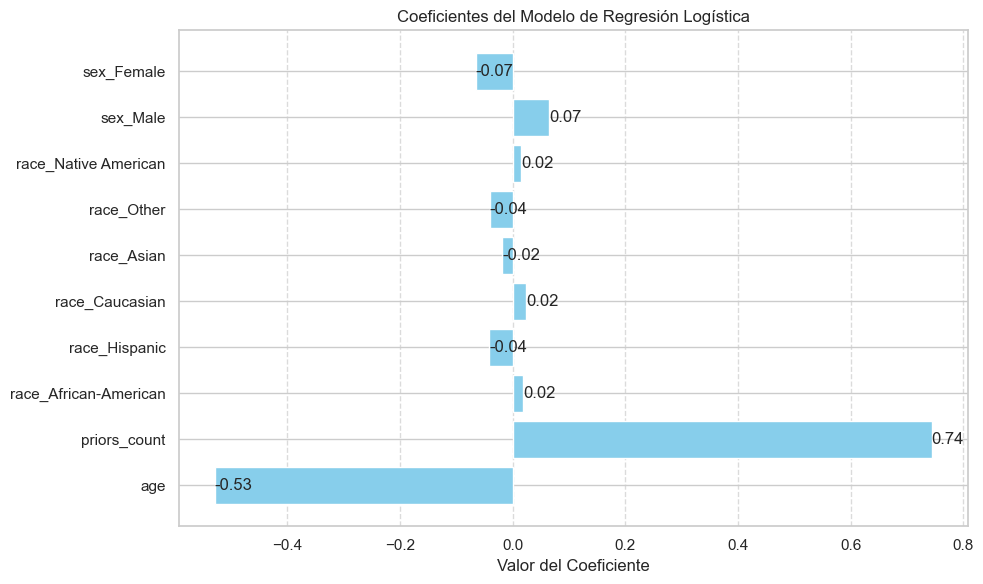 Coeficientes del Modelo de Regresión Logística
sex_Female
-0.07
sex_Male
0.07
race_Native American
0.02
race_Other
-0.04
race_Asian
-0.02
race_Caucasian
0.02
race_Hispanic
-0.04
race_African-American
0.02
priors_count
0.74
age
-0.53
−0.4 −0.2 0.0 0.2 0.4 0.6 0.8
Valor del Coeficiente